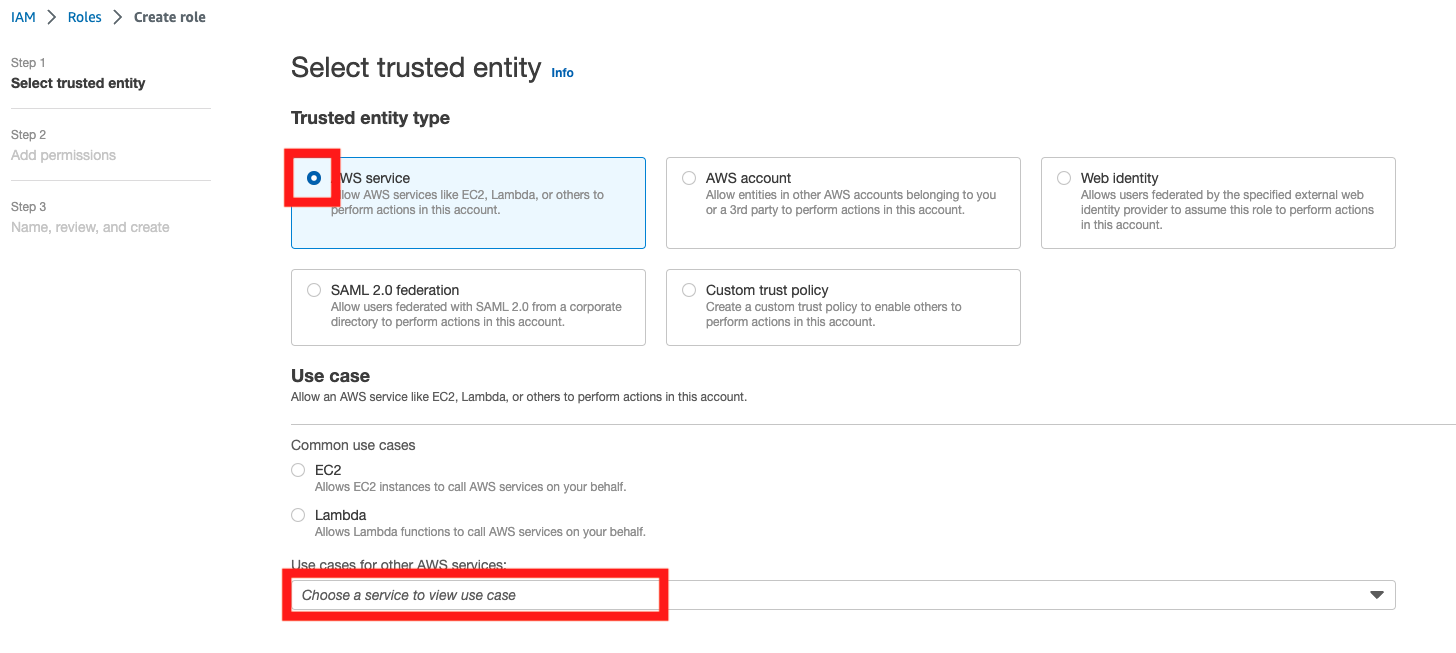 IAM > Roles > Create role
Step 1
Select trusted entity
Step 2
Add permissions
Step 3
Name, review, and create
Select trusted entity Info
Trusted entity type
WS service
llow AWS services like EC2, Lambda, or others to
perform actions in this account.
AWS account
Allow entities in other AWS accounts belonging to you
or a 3rd party to perform actions in this account.
Web identity
Allows users federated by the specified external web
identity provider to assume this role to perform actions
in this account.
SAML 2.0 federation
Allow users federated with SAML 2.0 from a corporate
directory to perform actions in this account.
Custom trust policy
Create a custom trust policy to enable others to
perform actions in this account.
Use case
Allow an AWS service like EC2, Lambda, or others to perform actions in this account.
Common use cases
EC2
Allows EC2 instances to call AWS services on your behalf.
Lambda
Allows Lambda functions to call AWS services on your behalf.
Use cases for other AWS services:
Choose a service to view use case